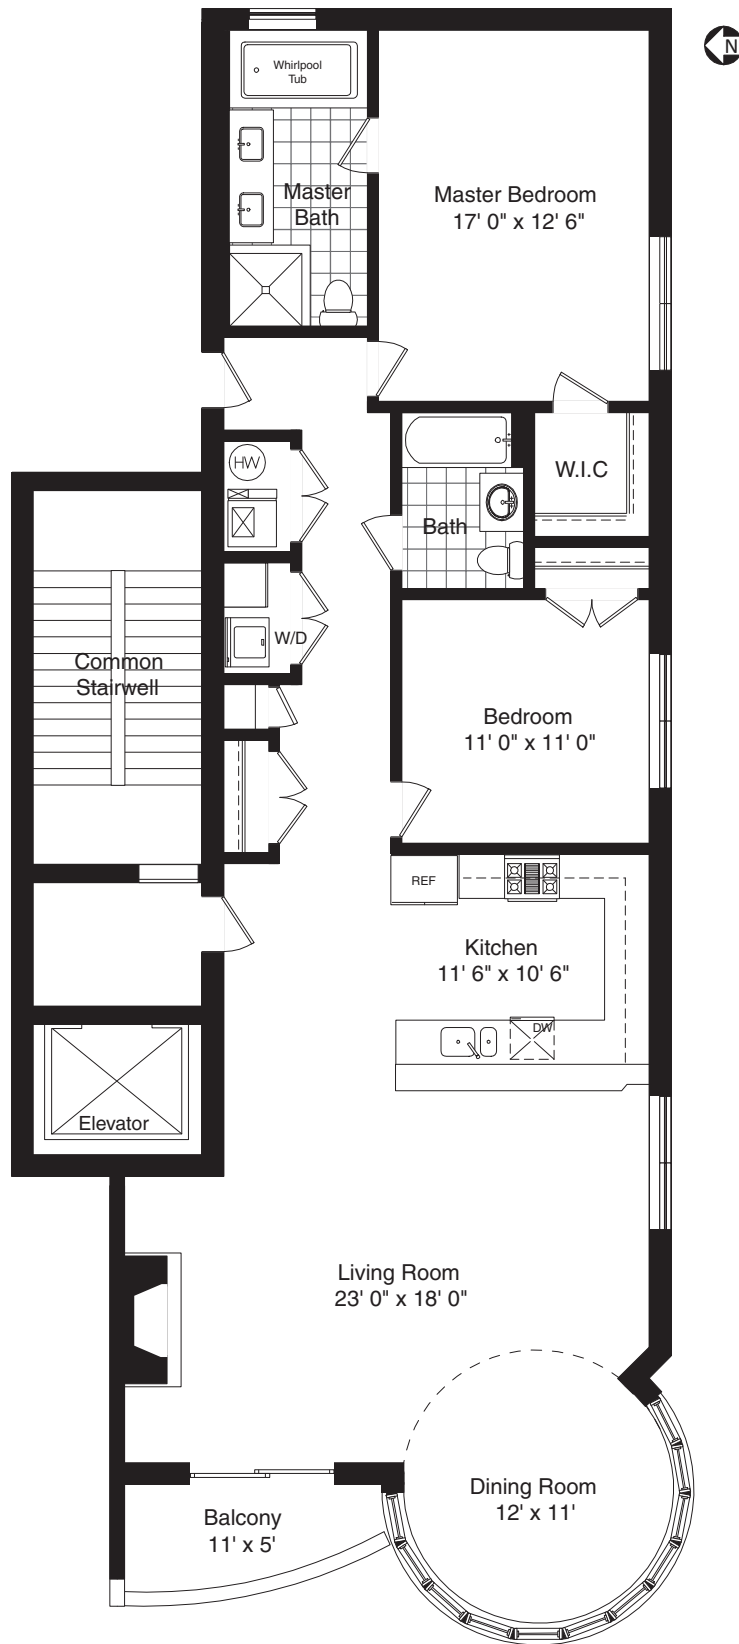 N
Whirlpool
Tub
Master
Bath
Master Bedroom
17' 0" x 12' 6"
HW
W.I.C
Bath
W/D
Common
Stairwell
Bedroom
11' 0" x 11' 0"
REF
Kitchen
11' 6" x 10' 6"
DW
Elevator
Living Room
23' 0" x 18' 0"
Dining Room
12' x 11'
Balcony
11' x 5'